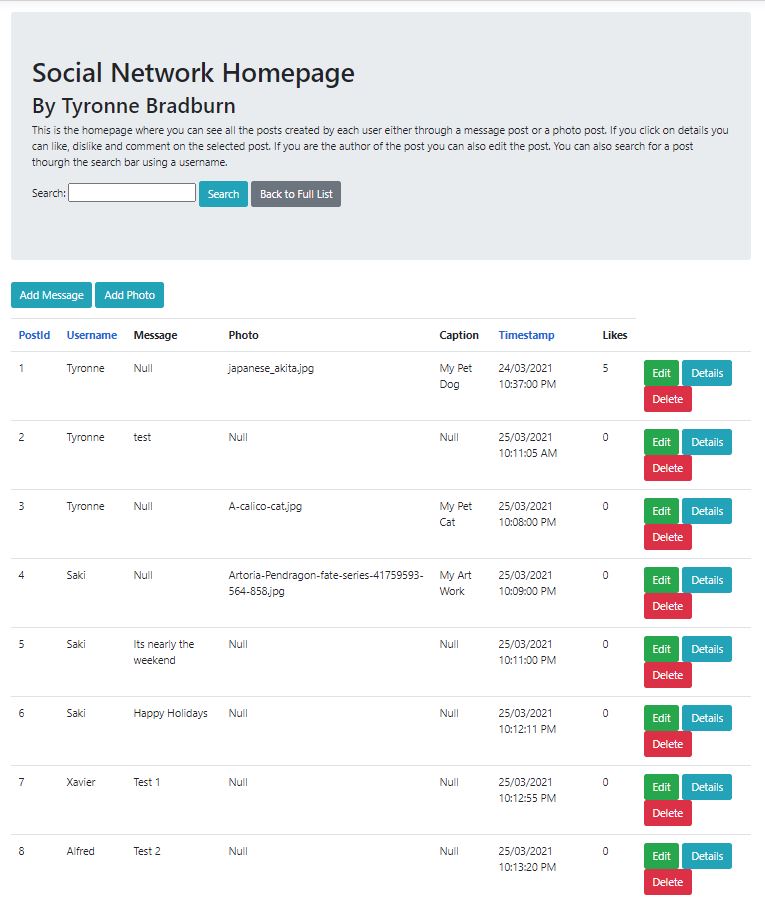 Social Network Homepage
By Tyronne Bradburn
This is the homepage where you can see all the posts created by each user either through a message post or a photo post. If you click on details you
can like, dislike and comment on the selected post. If you are the author of the post you can also edit the post. You can also search for a post
thourgh the search bar using a username.
Search: Search Back to Full List
Add Message Add Photo
PostId Username Message Photo Caption Timestamp Likes
1 Tyronne Null japanese_akita.jpg My Pet 24/03/2021 5 Edit Details
Dog 10:37:00 PM
Delete
2 Tyronne test Null Null 25/03/2021 0 Edit Details
10:11:05 AM
Delete
3 Tyronne Null A-calico-cat.jpg My Pet 25/03/2021 0 Edit Details
Cat 10:08:00 PM
Delete
4 Saki Null Artoria-Pendragon-fate-series-41759593- My Art 25/03/2021 0 Edit Details
564-858.jpg Work 10:09:00 PM
Delete
5 Saki Its nearly the Null Null 25/03/2021 0 Edit Details
weekend 10:11:00 PM
Delete
6 Saki Happy Holidays Null Null 25/03/2021 0 Edit Details
10:12:11 PM
Delete
7 Xavier Test 1 Null Null 25/03/2021 0 Edit Details
10:12:55 PM
Delete
8 Alfred Test 2 Null Null 25/03/2021 0 Edit Details
10:13:20 PM
Delete